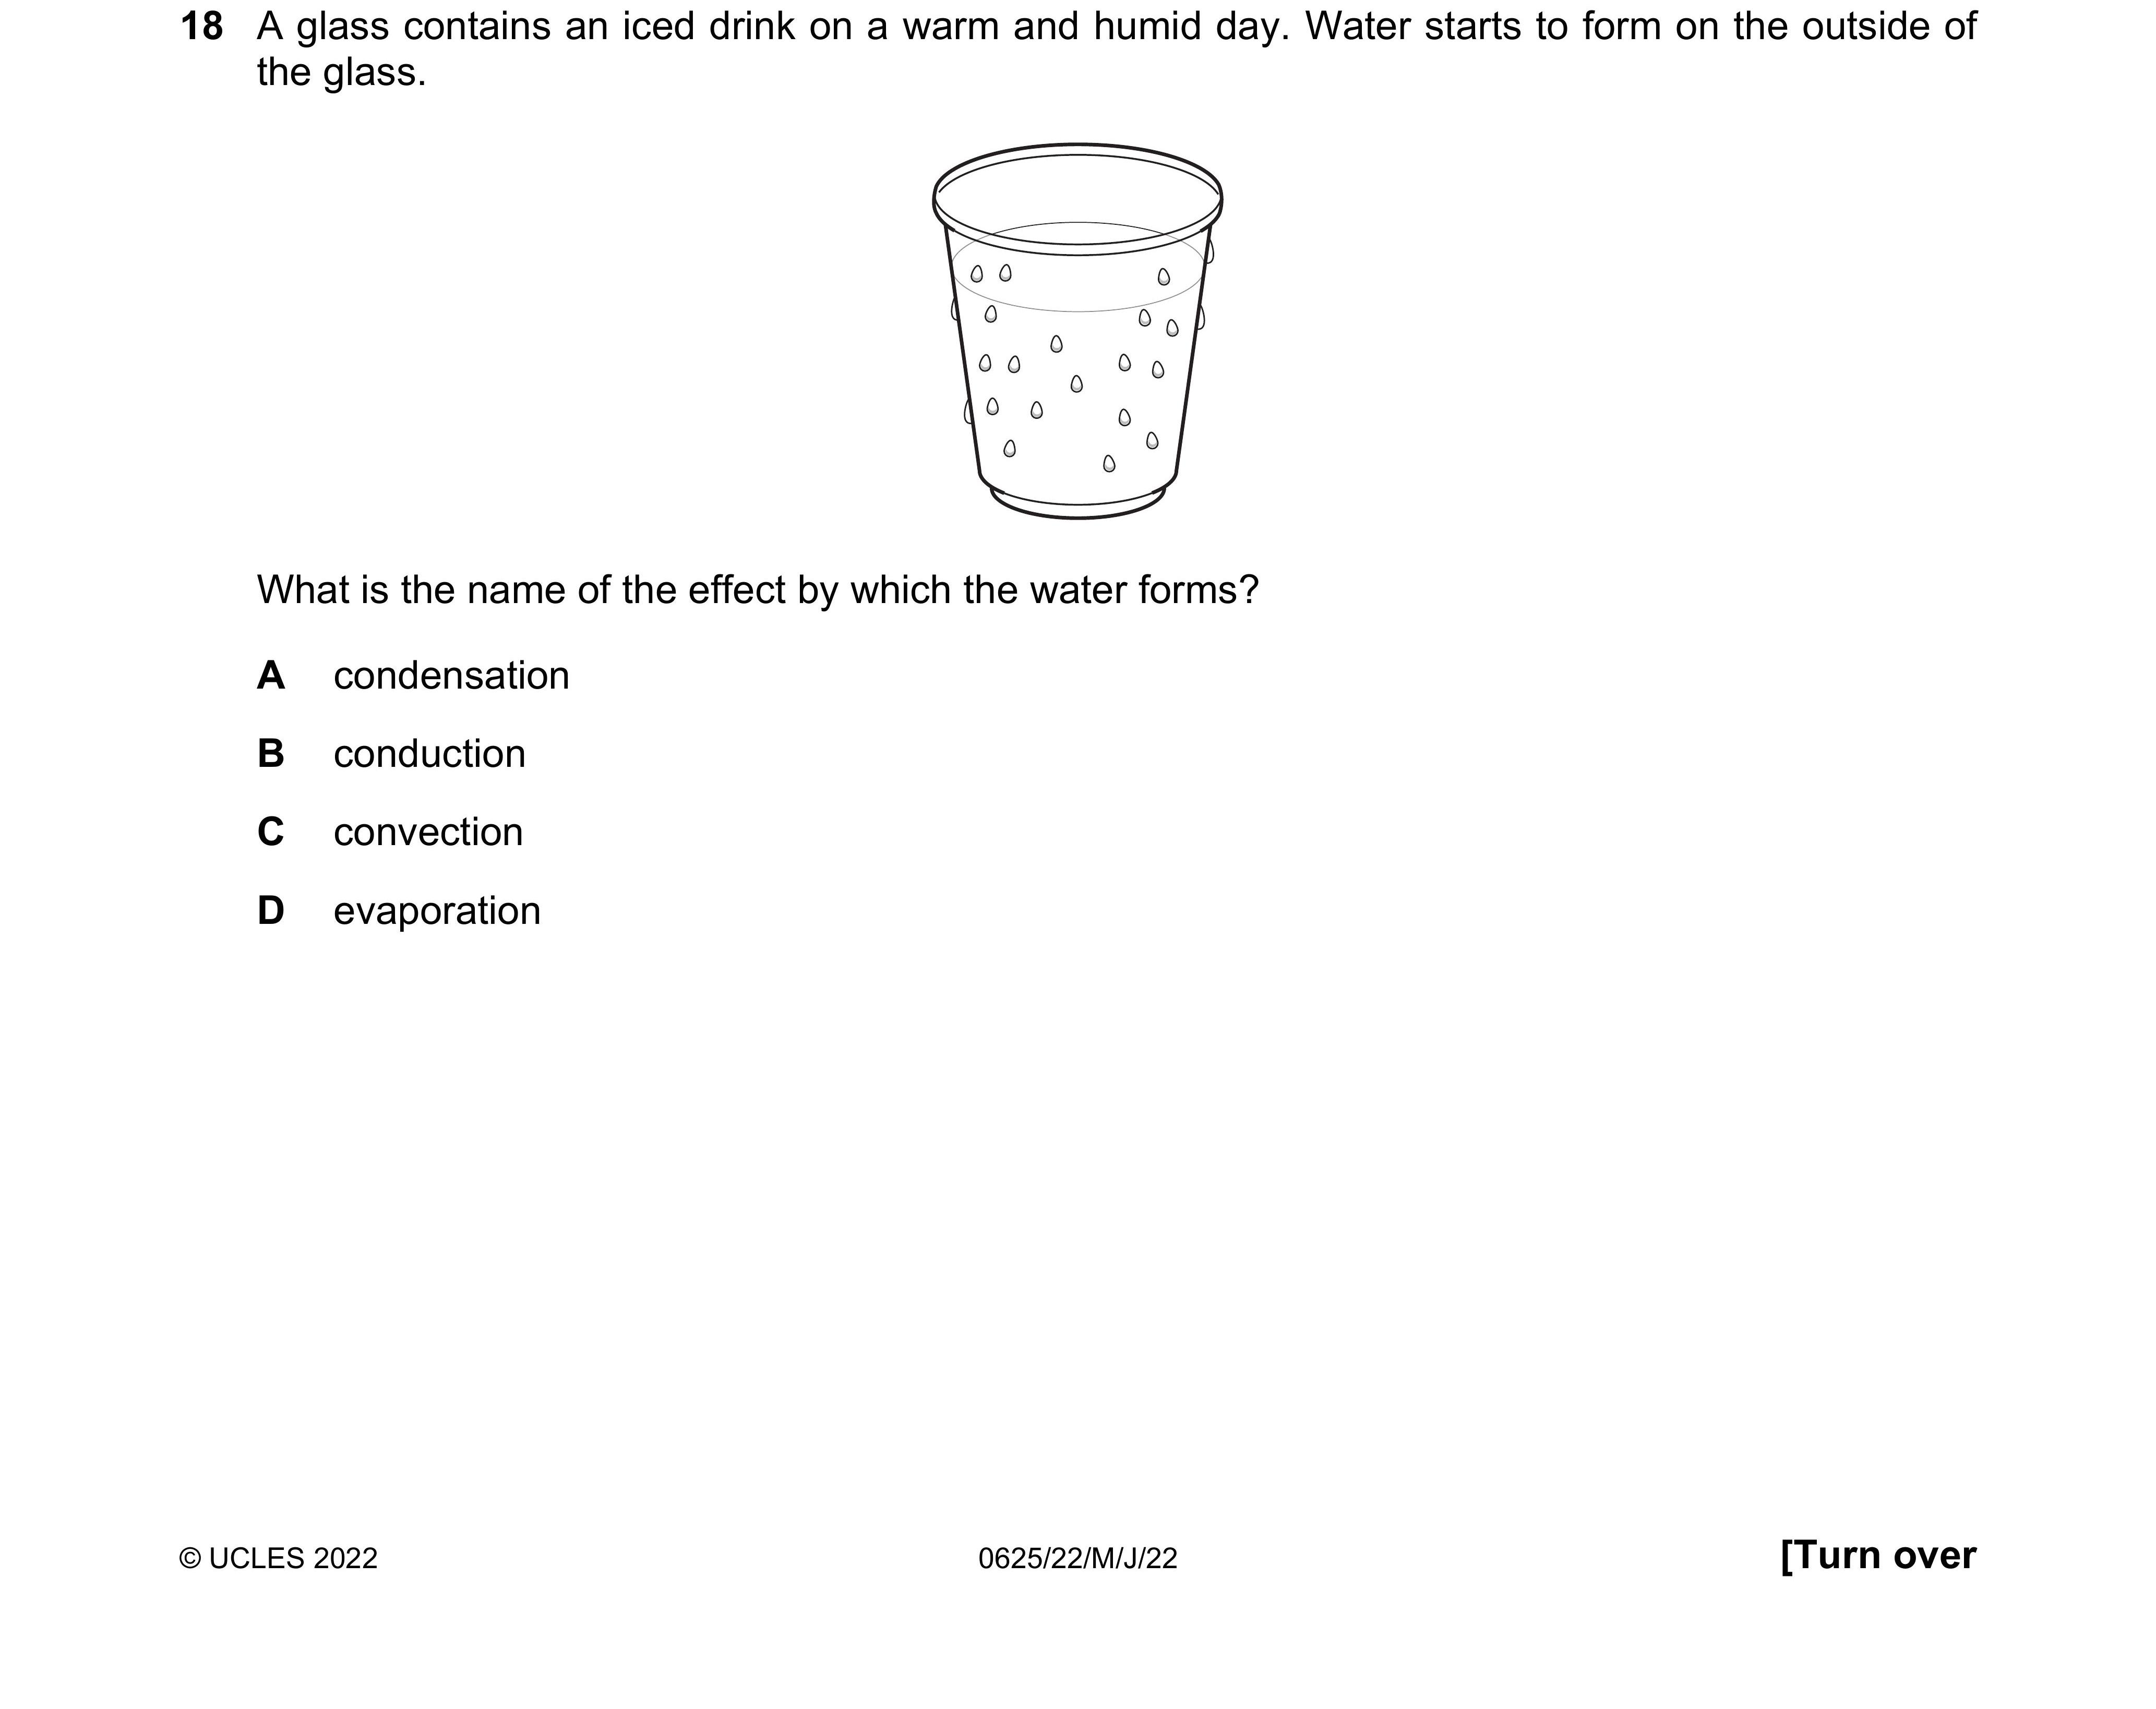 18 A glass contains an iced drink on a warm and humid day. Water starts to form on the outside of
the glass.
What is the name of the effect by which the water forms?
A condensation
B conduction
C convection
D evaporation
© UCLES 2022 0625/22/M/J/22 [Turn over